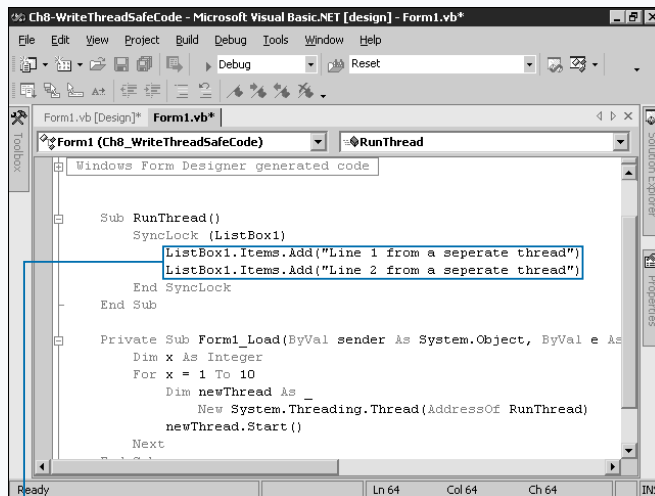 Ch8-WriteThreadSafeCode - Microsoft Visual Basic.NET [design] - Form1.vb*
File Edit View Project Build Debug Tools Window Help
Debug Reset
Form1.vb [Design]* Form1.vb*
Toolbox
Form1 (Ch8_WriteThreadSafeCode) RunThread
Solution Explorer
Properties
Windows Form Designer generated code
Sub RunThread()
SyncLock (ListBox1)
ListBox1.Items.Add("Line 1 from a seperate thread")
ListBox1.Items.Add("Line 2 from a seperate thread")
End SyncLock
End Sub
Private Sub Form1_Load(ByVal sender As System.Object, ByVal e As
Dim x As Integer
For x = 1 To 10
Dim newThread As _
New System.Threading.Thread(AddressOf RunThread)
newThread.Start()
Next
End Sub
Ready Ln 64 Col 64 Ch 64 INS